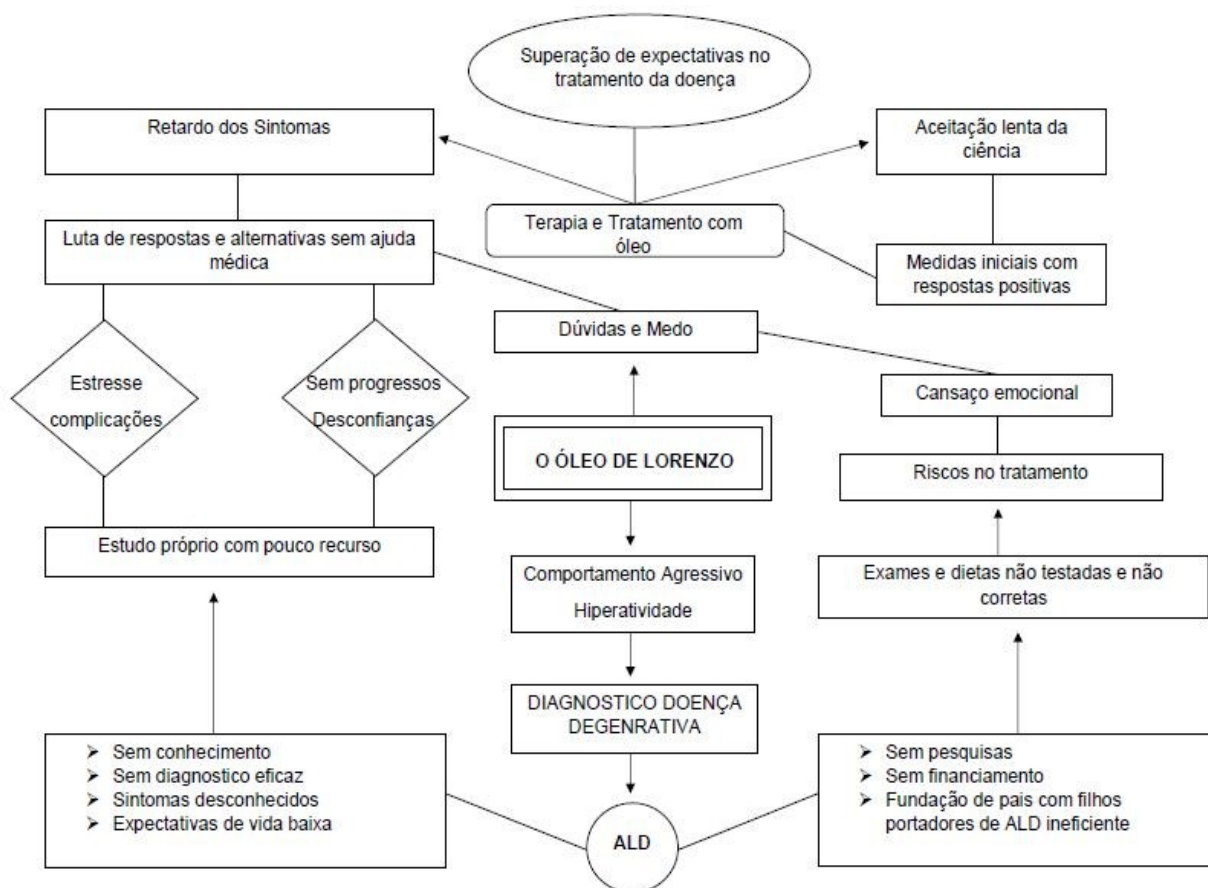 Superação de expectativas no
tratamento da doença
Retardo dos Sintomas
Aceitação lenta da
ciência
Terapia e Tratamento com
óleo
Luta de respostas e alternativas sem ajuda
médica
Medidas iniciais com
respostas positivas
Dúvidas e Medo
Estresse
complicações
Sem progressos
Desconfianças
Cansaço emocional
O ÓLEO DE LORENZO
Riscos no tratamento
Estudo próprio com pouco recurso
Comportamento Agressivo
Hiperatividade
Exames e dietas não testadas e não
corretas
DIAGNOSTICO DOENÇA
DEGENRATIVA
➤ Sem conhecimento
➤ Sem diagnostico eficaz
➤ Sintomas desconhecidos
➤ Expectativas de vida baixa
ALD
➤ Sem pesquisas
➤ Sem financiamento
➤ Fundação de pais com filhos
portadores de ALD ineficiente